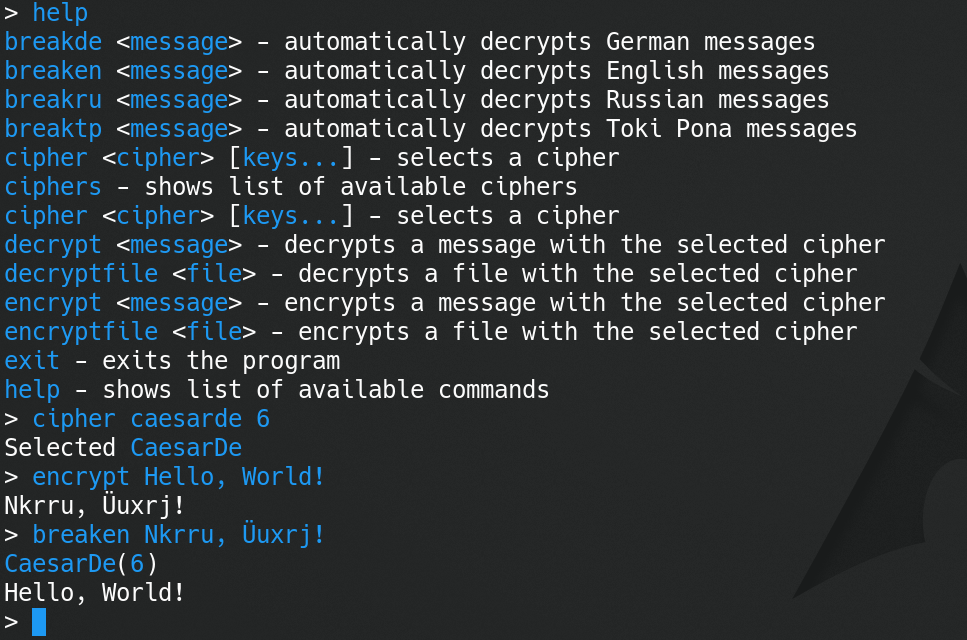 > help
breakde <message> - automatically decrypts German messages
breaken <message> - automatically decrypts English messages
breakru <message> - automatically decrypts Russian messages
breaktp <message> - automatically decrypts Toki Pona messages
cipher <cipher> [keys...] - selects a cipher
ciphers - shows list of available ciphers
cipher <cipher> [keys...] - selects a cipher
decrypt <message> - decrypts a message with the selected cipher
decryptfile <file> - decrypts a file with the selected cipher
encrypt <message> - encrypts a message with the selected cipher
encryptfile <file> - encrypts a file with the selected cipher
exit - exits the program
help - shows list of available commands
> cipher caesarde 6
Selected CaesarDe
> encrypt Hello, World!
Nkrru, Üuxrj!
> breaken Nkrru, Üuxrj!
CaesarDe(6)
Hello, World!
>